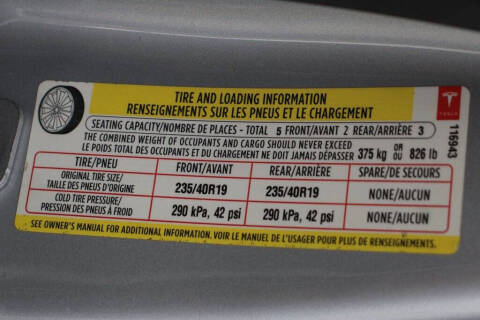 TIRE AND LOADING INFORMATION
RENSEIGNEMENTS SUR LES PNEUS ET LE CHARGEMENT
TESLA
SEATING CAPACITY/NOMBRE DE PLACES - TOTAL 5 FRONT/AVANT 2 REAR/ARRIÈRE 3
THE COMBINED WEIGHT OF OCCUPANTS AND CARGO SHOULD NEVER EXCEED
LE POIDS TOTAL DES OCCUPANTS ET DU CHARGEMENT NE DOIT JAMAIS DÉPASSER 375 kg OR OU 826 lb
116943
TIRE/PNEU FRONT/AVANT REAR/ARRIÈRE SPARE/DE SECOURS
ORIGINAL TIRE SIZE/
TAILLE DES PNEUS D'ORIGINE 235/40R19 235/40R19 NONE/AUCUN
COLD TIRE PRESSURE/
PRESSION DES PNEUS À FROID 290 kPa, 42 psi 290 kPa, 42 psi NONE/AUCUN
SEE OWNER'S MANUAL FOR ADDITIONAL INFORMATION. VOIR LE MANUEL DE L'USAGER POUR PLUS DE RENSEIGNEMENTS.